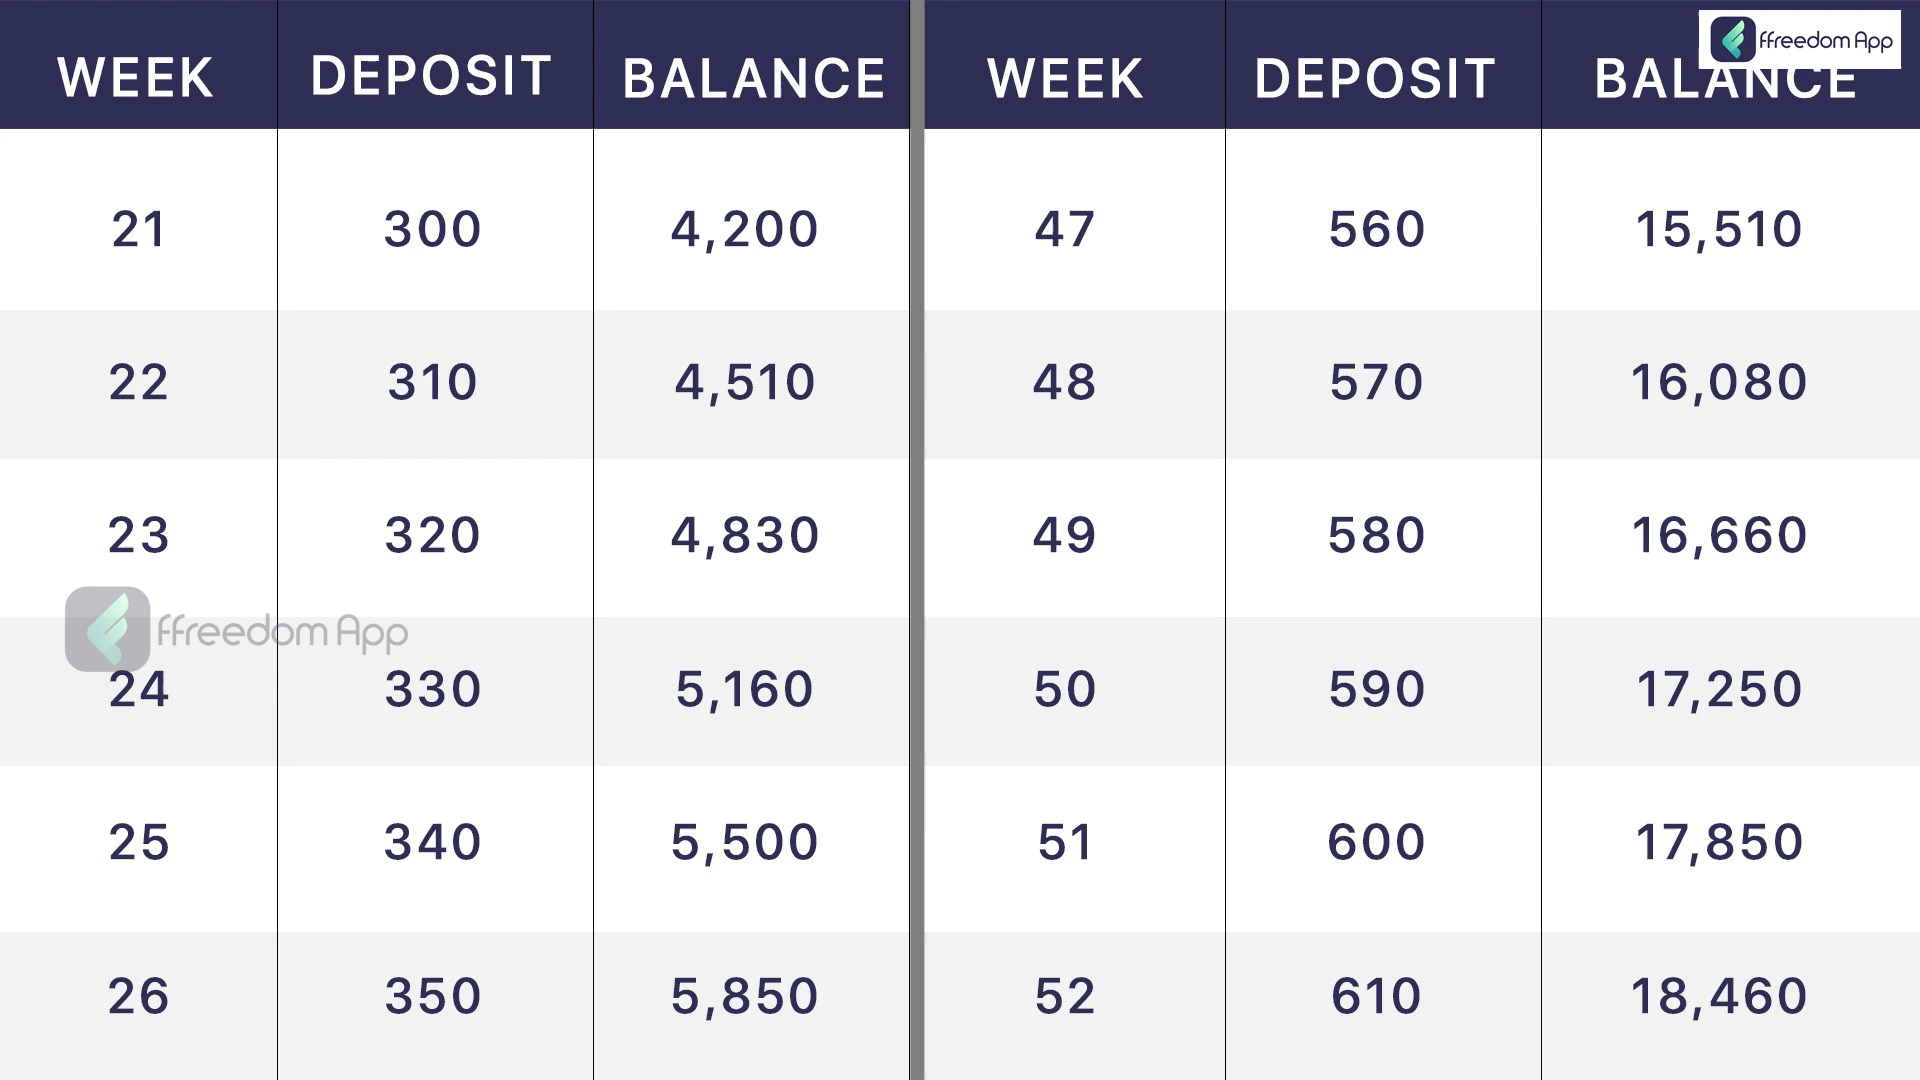 ffreedom App
WEEK DEPOSIT BALANCE WEEK DEPOSIT BALANCE
21 300 4,200 47 560 15,510
22 310 4,510 48 570 16,080
23 320 4,830 49 580 16,660
ffreedom App
24 330 5,160 50 590 17,250
25 340 5,500 51 600 17,850
26 350 5,850 52 610 18,460